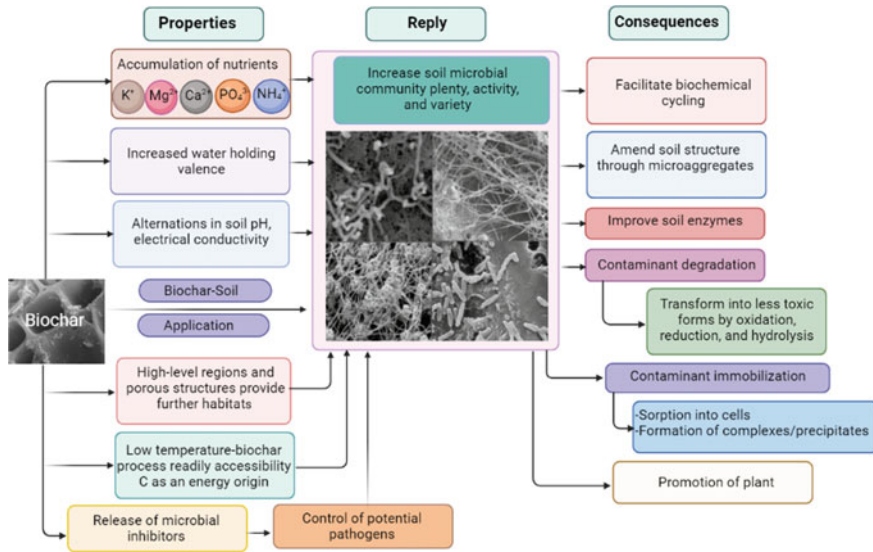 Properties
Reply
Consequences
Accumulation of nutrients
K⁺ Mg²⁺ Ca²⁺ PO₄³ NH₄⁺
Increased water holding
valence
Alternations in soil pH,
electrical conductivity
Biochar
Biochar-Soil
Application
High-level regions and
porous structures provide
further habitats
Low temperature-biochar
process readily accessibility
C as an energy origin
Release of microbial
inhibitors
Control of potential
pathogens
Increase soil microbial
community plenty, activity,
and variety
Facilitate biochemical
cycling
Amend soil structure
through microaggregates
Improve soil enzymes
Contaminant degradation
Transform into less toxic
forms by oxidation,
reduction, and hydrolysis
Contaminant immobilization
-Sorption into cells
-Formation of complexes/precipitates
Promotion of plant